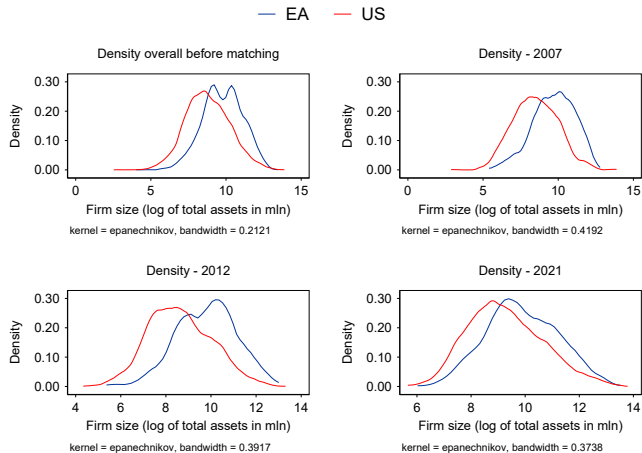 EA US
Density overall before matching
Density
0.30
0.20
0.10
0.00
0 5 10 15
Firm size (log of total assets in mln)
kernel = epanechnikov, bandwidth = 0.2121
Density - 2007
Density
0.30
0.20
0.10
0.00
0 5 10 15
Firm size (log of total assets in mln)
kernel = epanechnikov, bandwidth = 0.4192
Density - 2012
Density
0.30
0.20
0.10
0.00
4 6 8 10 12 14
Firm size (log of total assets in mln)
kernel = epanechnikov, bandwidth = 0.3917
Density - 2021
Density
0.30
0.20
0.10
0.00
6 8 10 12 14
Firm size (log of total assets in mln)
kernel = epanechnikov, bandwidth = 0.3738